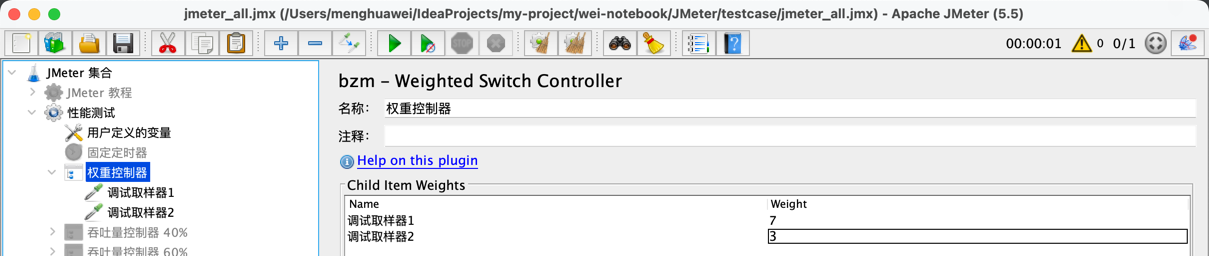 jmeter_all.jmx (/Users/menghuawei/IdeaProjects/my-project/wei-notebook/JMeter/testcase/jmeter_all.jmx) - Apache JMeter (5.5)
00:00:01 0 0/1
JMeter 集合
JMeter 教程
性能测试
用户定义的变量
固定定时器
权重控制器
调试取样器1
调试取样器2
吞吐量控制器 40%
吞吐量控制器 60%
bzm - Weighted Switch Controller
名称: 权重控制器
注释:
Help on this plugin
Child Item Weights
Name Weight
调试取样器1 7
调试取样器2 3